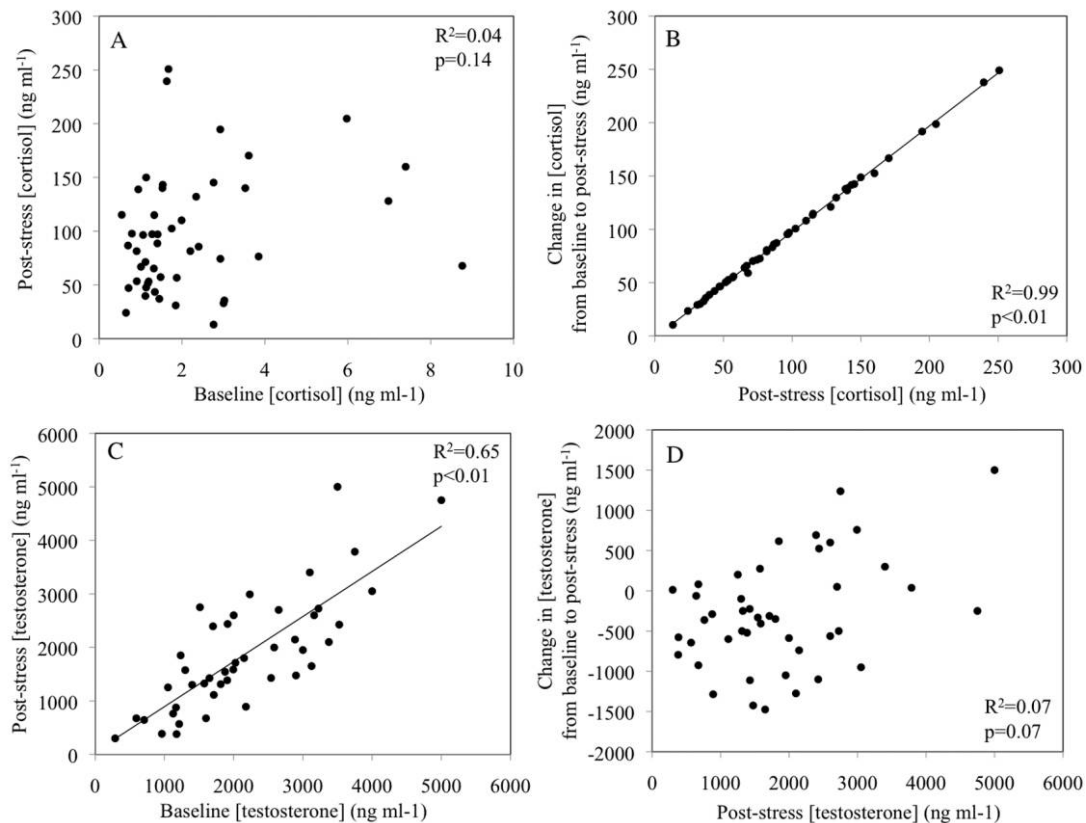 A
R²=0.04
p=0.14
Post-stress [cortisol] (ng ml⁻¹)
300
250
200
150
100
50
0
0 2 4 6 8 10
Baseline [cortisol] (ng ml-1)
B
R²=0.99
p<0.01
Change in [cortisol]
from baseline to post-stress (ng ml⁻¹)
300
250
200
150
100
50
0
0 50 100 150 200 250 300
Post-stress [cortisol] (ng ml-1)
C
R²=0.65
p<0.01
Post-stress [testosterone] (ng ml⁻¹)
6000
5000
4000
3000
2000
1000
0
0 1000 2000 3000 4000 5000 6000
Baseline [testosterone] (ng ml-1)
D
R²=0.07
p=0.07
Change in [testosterone]
from baseline to post-stress (ng ml⁻¹)
2000
1500
1000
500
0
-500
-1000
-1500
-2000
0 1000 2000 3000 4000 5000 6000
Post-stress [testosterone] (ng ml-1)